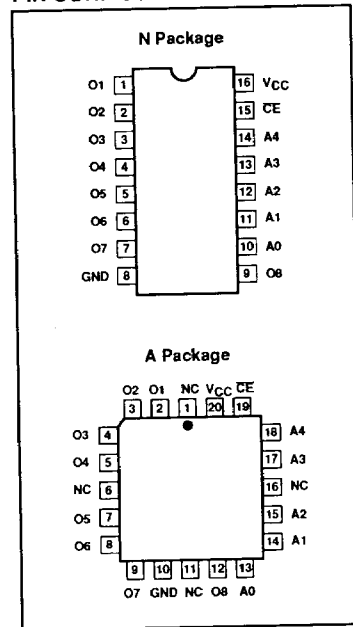 N Package
O1 1 16 VCC
O2 2 15 CE
O3 3 14 A4
O4 4 13 A3
O5 5 12 A2
O6 6 11 A1
O7 7 10 A0
GND 8 9 O8
A Package
O2 O1 NC VCC CE
3 2 1 20 19
O3 4 18 A4
O4 5 17 A3
NC 6 16 NC
O5 7 15 A2
O6 8 14 A1
9 10 11 12 13
O7 GND NC O8 A0